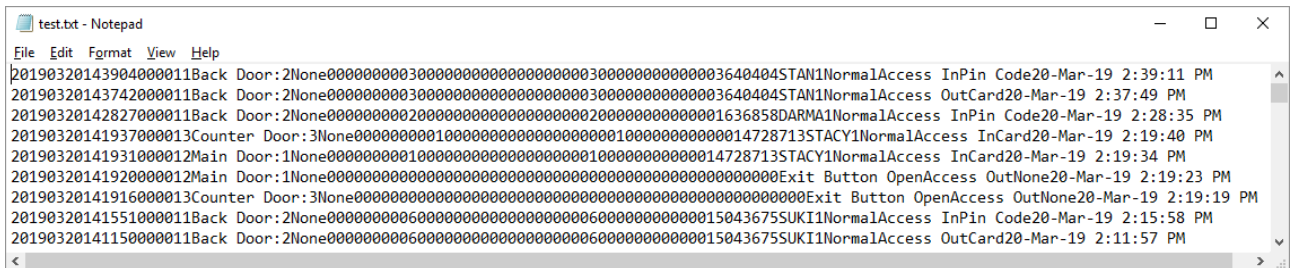 test.txt - Notepad
File Edit Format View Help
20190320143904000011Back Door:2None00000000030000000000000000000300000000000003640404STAN1NormalAccess InPin Code20-Mar-19 2:39:11 PM
20190320143742000011Back Door:2None00000000030000000000000000000300000000000003640404STAN1NormalAccess OutCard20-Mar-19 2:37:49 PM
20190320142827000011Back Door:2None00000000020000000000000000000200000000000001636858DARMA1NormalAccess InPin Code20-Mar-19 2:28:35 PM
20190320141937000013Counter Door:3None00000000010000000000000000000100000000000014728713STACY1NormalAccess InCard20-Mar-19 2:19:40 PM
20190320141931000012Main Door:1None00000000010000000000000000000100000000000014728713STACY1NormalAccess InCard20-Mar-19 2:19:34 PM
20190320141920000012Main Door:1None00000000000000000000000000000000000000000000Exit Button OpenAccess OutNone20-Mar-19 2:19:23 PM
20190320141916000013Counter Door:3None00000000000000000000000000000000000000000000Exit Button OpenAccess OutNone20-Mar-19 2:19:19 PM
20190320141551000011Back Door:2None00000000060000000000000000000600000000000015043675SUKI1NormalAccess InPin Code20-Mar-19 2:15:58 PM
20190320141150000011Back Door:2None00000000060000000000000000000600000000000015043675SUKI1NormalAccess OutCard20-Mar-19 2:11:57 PM